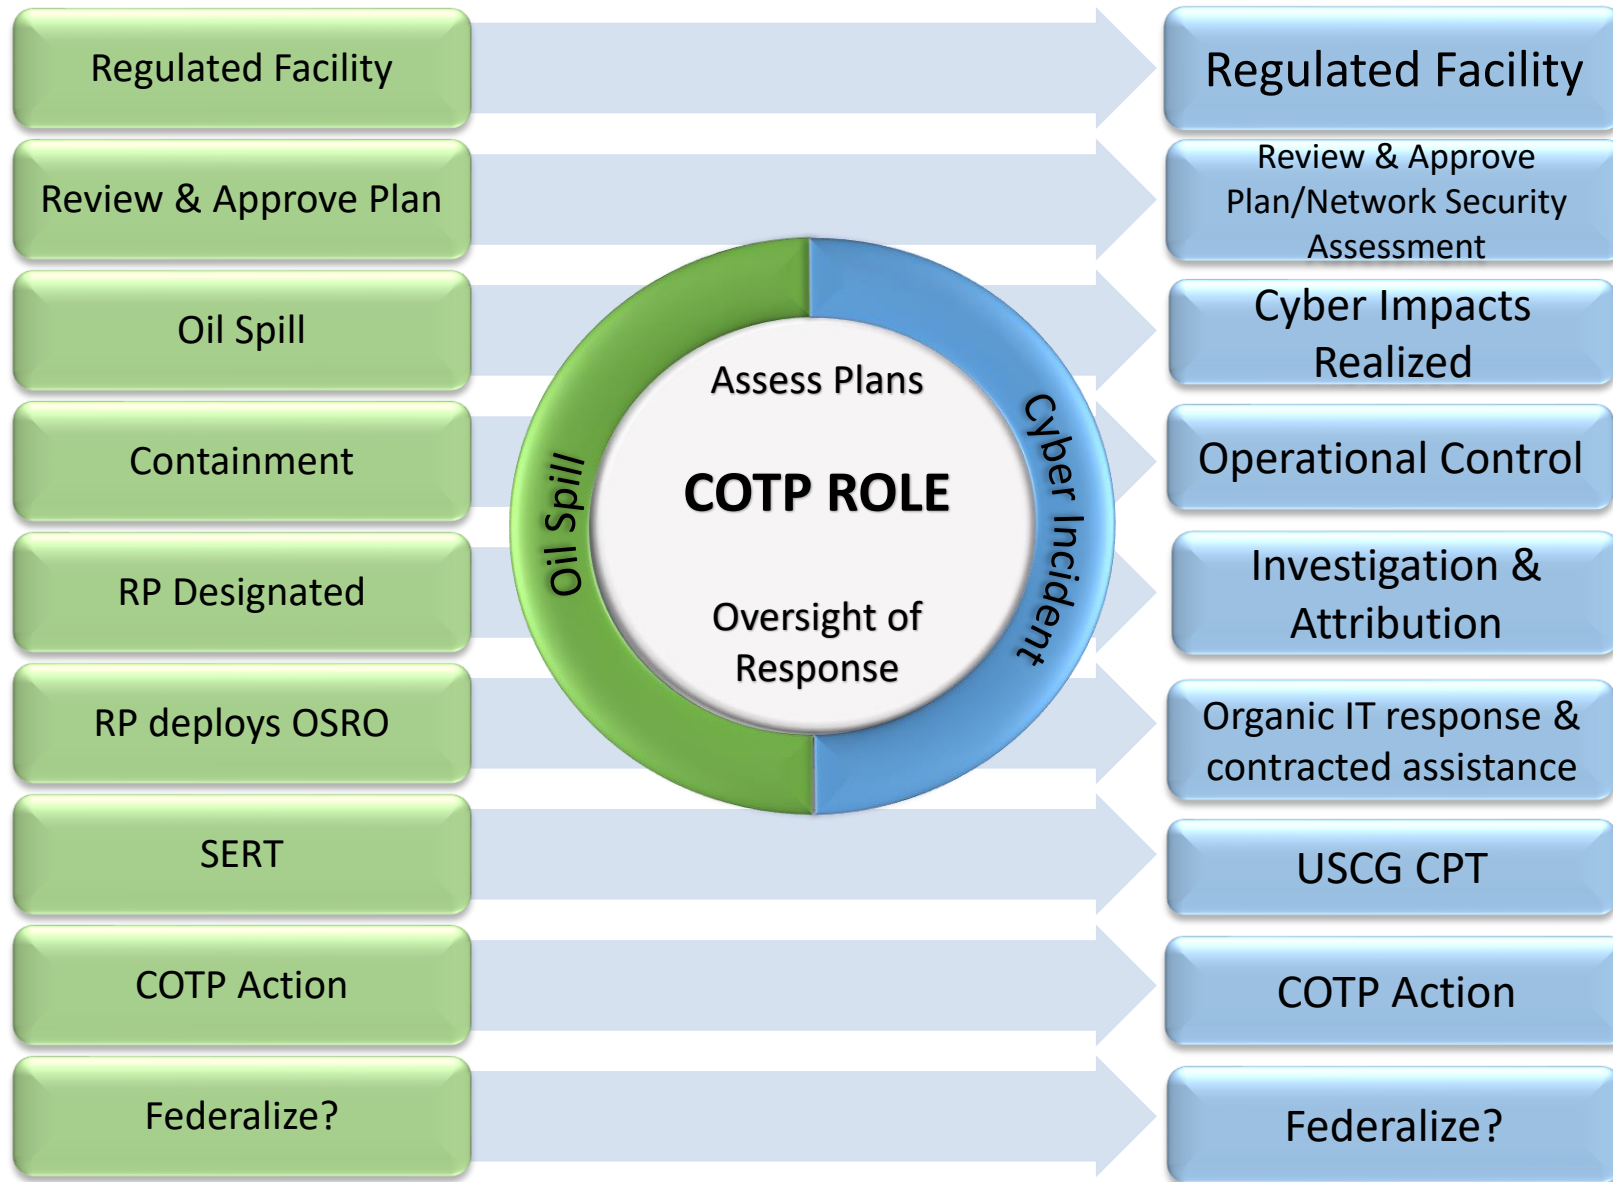 Regulated Facility
Regulated Facility
Review & Approve Plan
Review & Approve
Plan/Network Security
Assessment
Oil Spill
Cyber Impacts
Realized
Containment
Operational Control
RP Designated
Investigation &
Attribution
RP deploys OSRO
Organic IT response &
contracted assistance
SERT
USCG CPT
COTP Action
COTP Action
Federalize?
Federalize?
Oil Spill
Assess Plans
COTP ROLE
Oversight of
Response
Cyber Incident